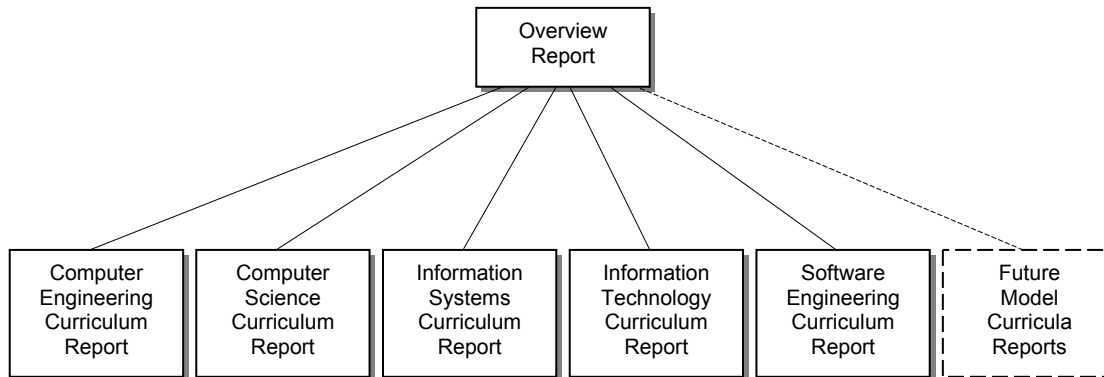 Overview
Report
Computer
Engineering
Curriculum
Report
Computer
Science
Curriculum
Report
Information
Systems
Curriculum
Report
Information
Technology
Curriculum
Report
Software
Engineering
Curriculum
Report
Future
Model
Curricula
Reports